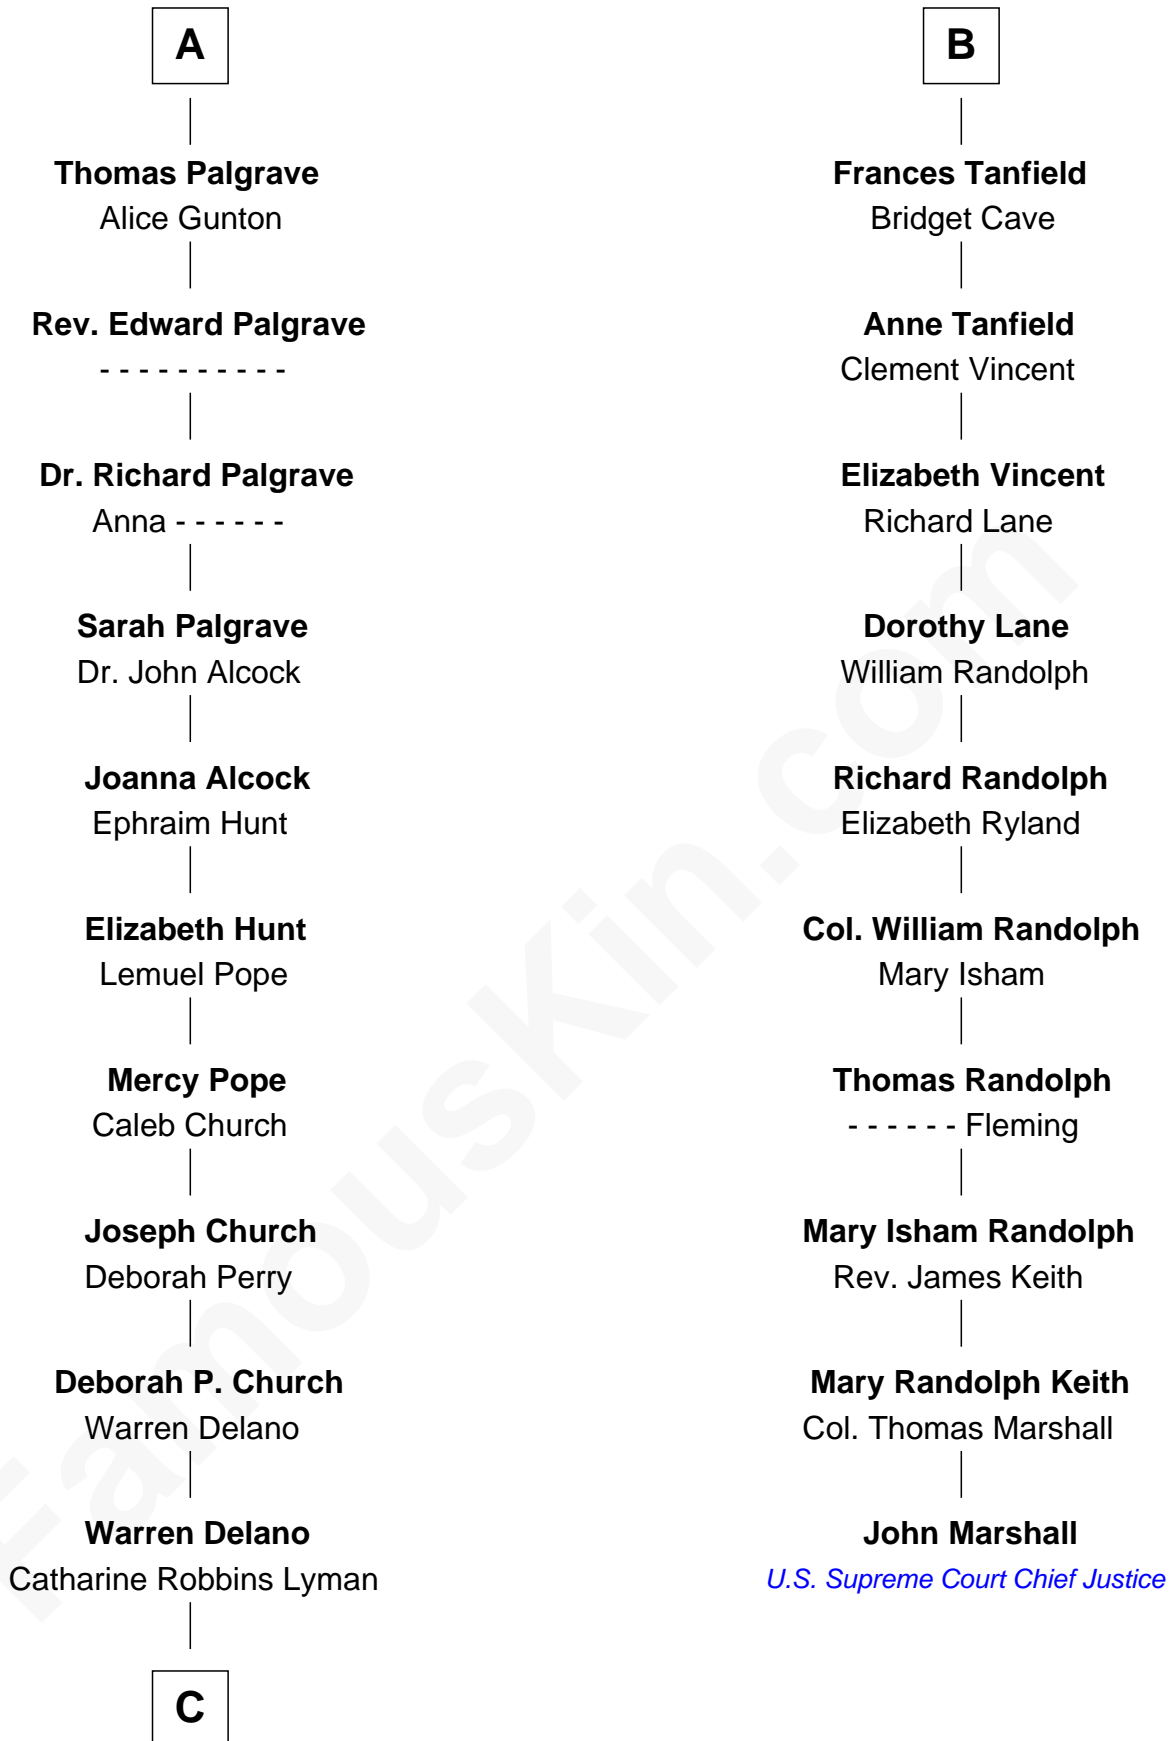 A
Thomas Palgrave
Alice Gunton
Rev. Edward Palgrave
- - - - - - - - - -
Dr. Richard Palgrave
Anna - - - - - -
Sarah Palgrave
Dr. John Alcock
Joanna Alcock
Ephraim Hunt
Elizabeth Hunt
Lemuel Pope
Mercy Pope
Caleb Church
Joseph Church
Deborah Perry
Deborah P. Church
Warren Delano
Warren Delano
Catharine Robbins Lyman
C
B
Frances Tanfield
Bridget Cave
Anne Tanfield
Clement Vincent
Elizabeth Vincent
Richard Lane
Dorothy Lane
William Randolph
Richard Randolph
Elizabeth Ryland
Col. William Randolph
Mary Isham
Thomas Randolph
- - - - - - Fleming
Mary Isham Randolph
Rev. James Keith
Mary Randolph Keith
Col. Thomas Marshall
John Marshall
U.S. Supreme Court Chief Justice
FamousKin.com